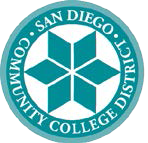 · SAN DIEGO ·
COMMUNITY COLLEGE DISTRICT